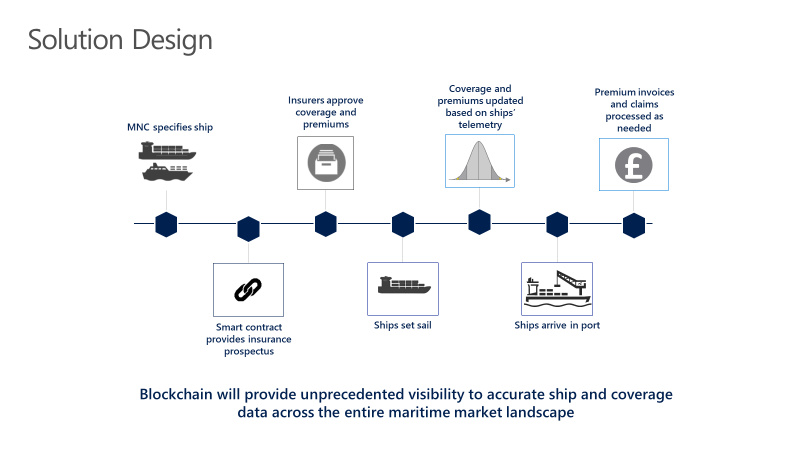 Solution Design
MNC specifies ship
Smart contract
provides insurance
prospectus
Insurers approve
coverage and
premiums
Ships set sail
Coverage and
premiums updated
based on ships'
telemetry
Ships arrive in port
Premium invoices
and claims
processed as
needed
£
Blockchain will provide unprecedented visibility to accurate ship and coverage
data across the entire maritime market landscape